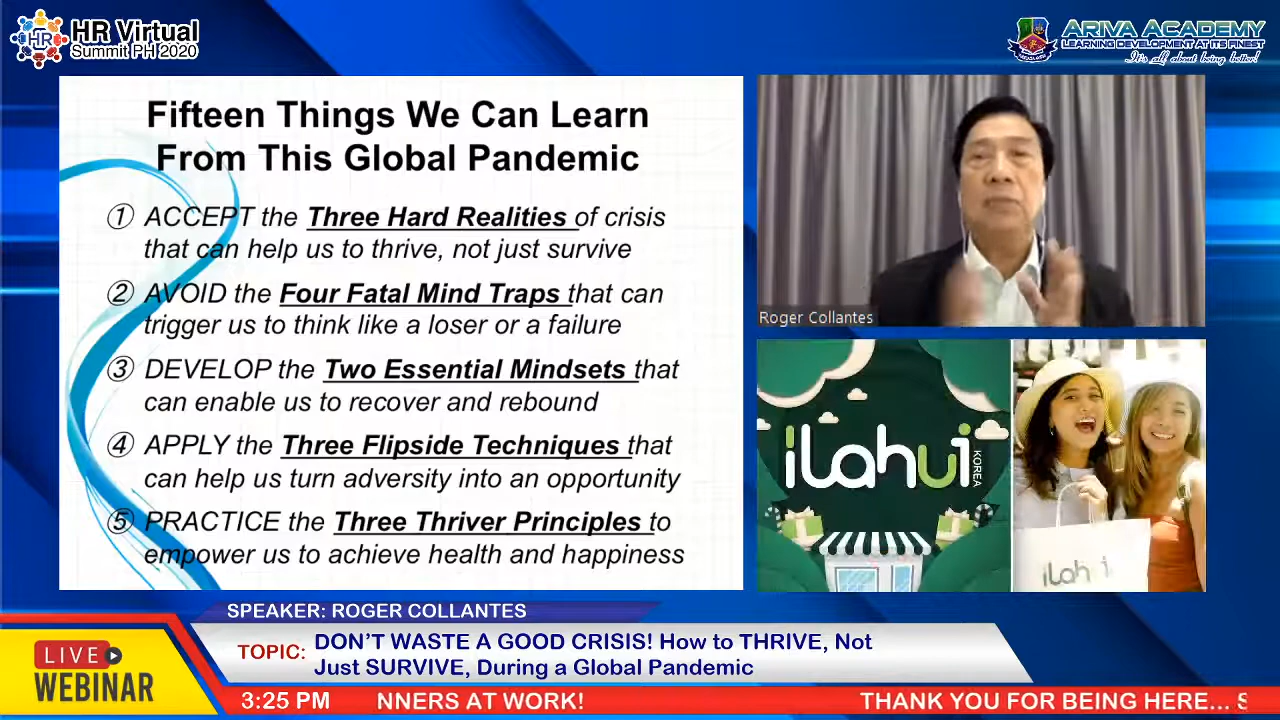 HR Virtual
Summit PH 2020
HR
ARIVA ACADEMY
LEARNING DEVELOPMENT AT ITS FINEST
It's all about being better!
Fifteen Things We Can Learn
From This Global Pandemic
① ACCEPT the Three Hard Realities of crisis
that can help us to thrive, not just survive
② AVOID the Four Fatal Mind Traps that can
trigger us to think like a loser or a failure
③ DEVELOP the Two Essential Mindsets that
can enable us to recover and rebound
④ APPLY the Three Flipside Techniques that
can help us turn adversity into an opportunity
⑤ PRACTICE the Three Thriver Principles to
empower us to achieve health and happiness
Roger Collantes
ilahui
KOREA
ilahui
SPEAKER: ROGER COLLANTES
TOPIC: DON'T WASTE A GOOD CRISIS! How to THRIVE, Not
Just SURVIVE, During a Global Pandemic
LIVE
WEBINAR
3:25 PM NNERS AT WORK! THANK YOU FOR BEING HERE... S